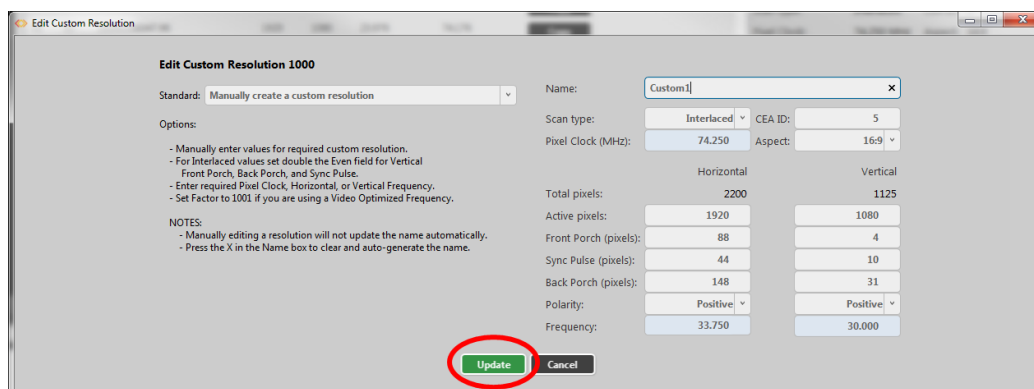 Edit Custom Resolution
Edit Custom Resolution 1000
Standard: Manually create a custom resolution
Options:
- Manually enter values for required custom resolution.
- For Interlaced values set double the Even field for Vertical
Front Porch, Back Porch, and Sync Pulse.
- Enter required Pixel Clock, Horizontal, or Vertical Frequency.
- Set Factor to 1001 if you are using a Video Optimized Frequency.
NOTES:
- Manually editing a resolution will not update the name automatically.
- Press the X in the Name box to clear and auto-generate the name.
Name: Custom1
Scan type: Interlaced CEA ID: 5
Pixel Clock (MHz): 74.250 Aspect: 16:9
Horizontal Vertical
Total pixels: 2200 1125
Active pixels: 1920 1080
Front Porch (pixels): 88 4
Sync Pulse (pixels): 44 10
Back Porch (pixels): 148 31
Polarity: Positive Positive
Frequency: 33.750 30.000
Update Cancel